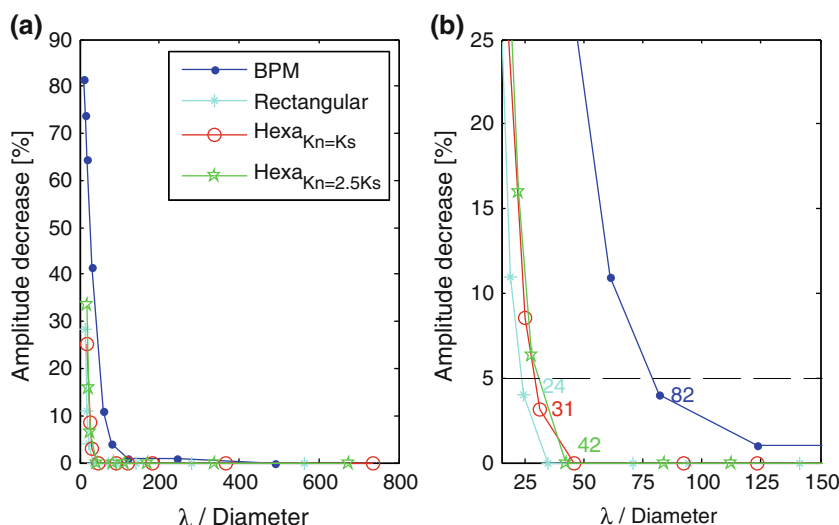 (a)
90
80
70
60
50
40
30
20
10
0
Amplitude decrease [%]
BPM
Rectangular
Hexa Kn=Ks
Hexa Kn=2.5Ks
0 200 400 600 800
λ / Diameter
(b)
25
20
15
10
5
0
Amplitude decrease [%]
24
31
42
82
25 50 75 100 125 150
λ / Diameter